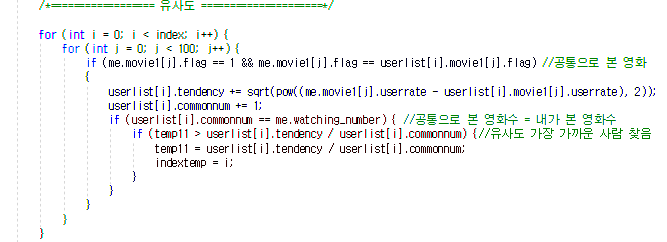 /*================== 유사도 =====================*/
for (int i = 0; i < index; i++) {
for (int j = 0; j < 100; j++) {
if (me.movie1[j].flag == 1 && me.movie1[j].flag == userlist[i].movie1[j].flag) //공통으로 본 영화
{
userlist[i].tendency += sqrt(pow((me.movie1[j].userrate - userlist[i].movie1[j].userrate), 2));
userlist[i].commonnum += 1;
if (userlist[i].commonnum == me.watching_number) { //공통으로 본 영화수 = 내가 본 영화수
if (temp11 > userlist[i].tendency / userlist[i].commonnum) {//유사도 가장 가까운 사람 찾음
temp11 = userlist[i].tendency / userlist[i].commonnum;
indextemp = i;
}
}
}
}
}